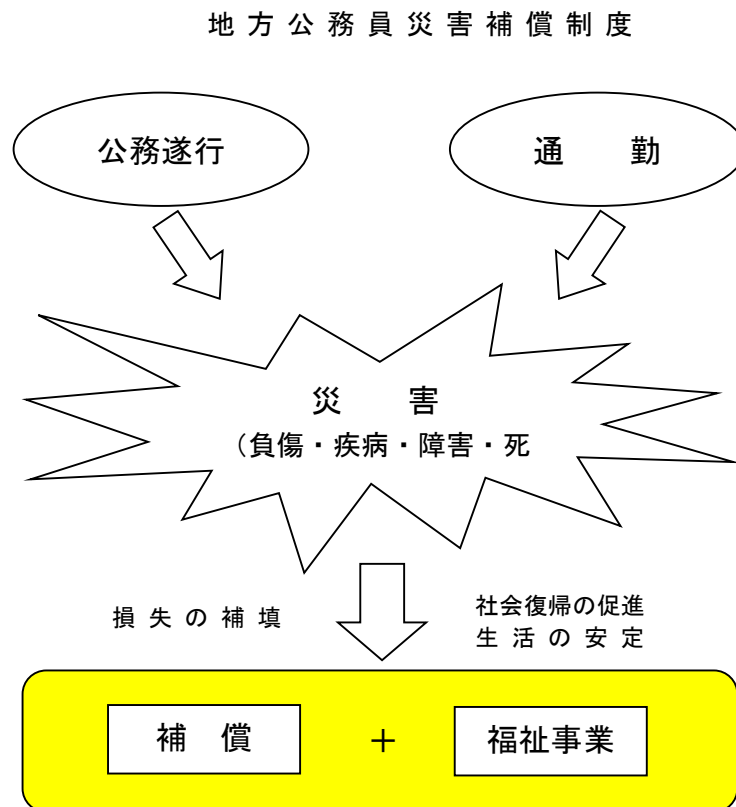 地方公務員災害補償制度
公務遂行
通　勤
災　害
（負傷・疾病・障害・死
損失の補填
社会復帰の促進
生活の安定
補　償
＋
福祉事業